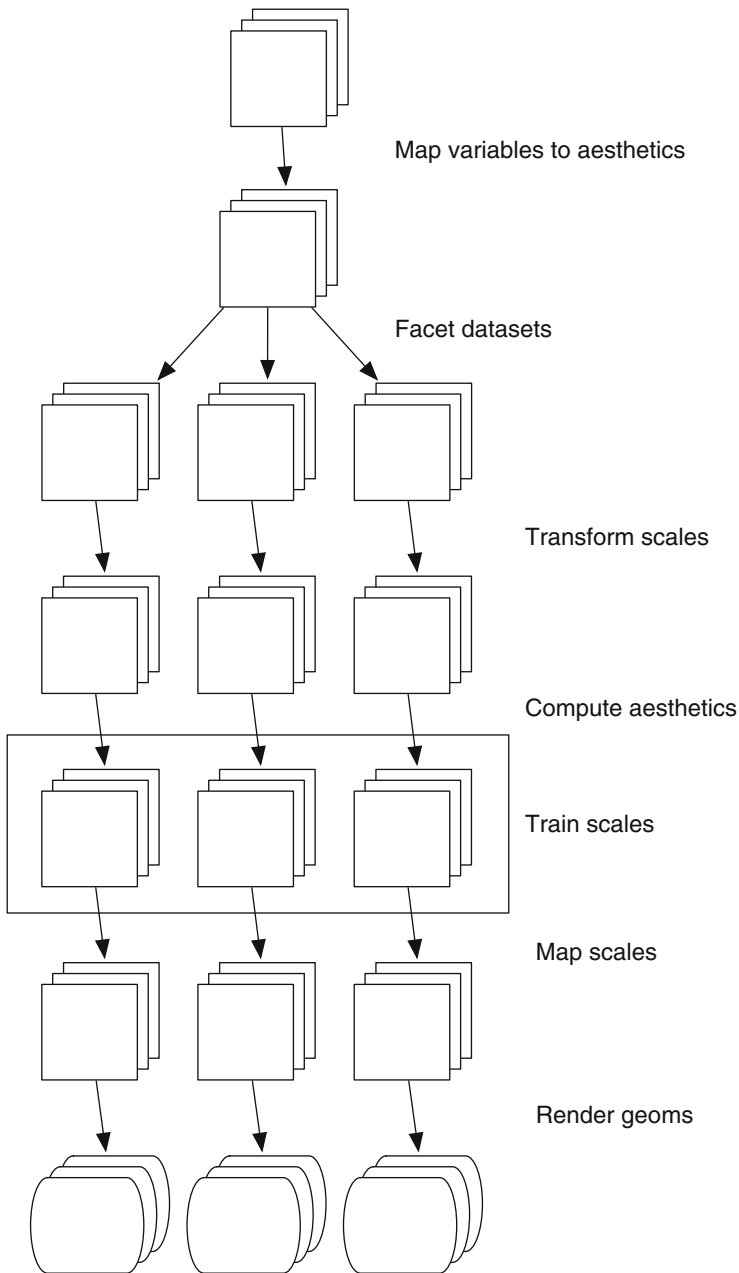 Map variables to aesthetics
Facet datasets
Transform scales
Compute aesthetics
Train scales
Map scales
Render geoms